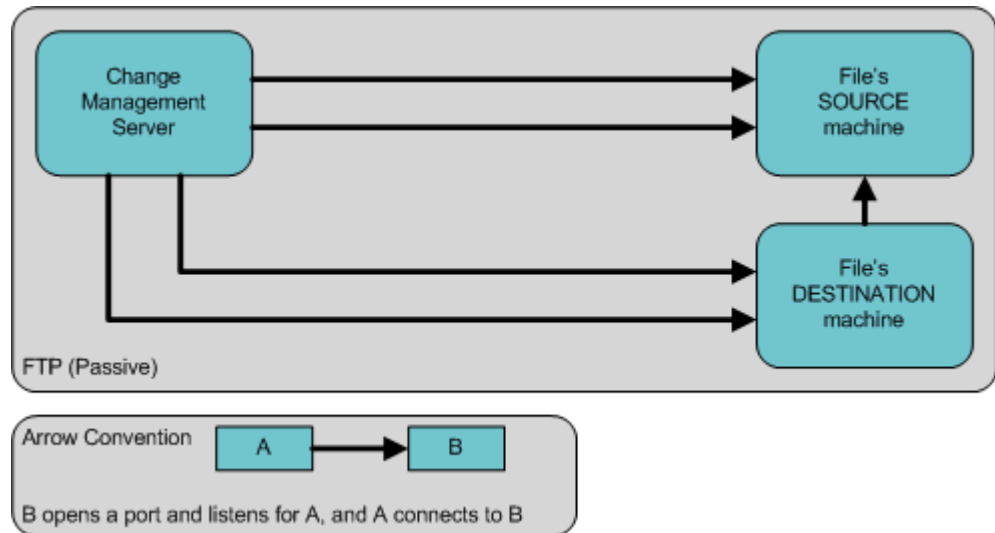 Change
Management
Server
File's
SOURCE
machine
File's
DESTINATION
machine
FTP (Passive)
Arrow Convention
A
B
B opens a port and listens for A, and A connects to B